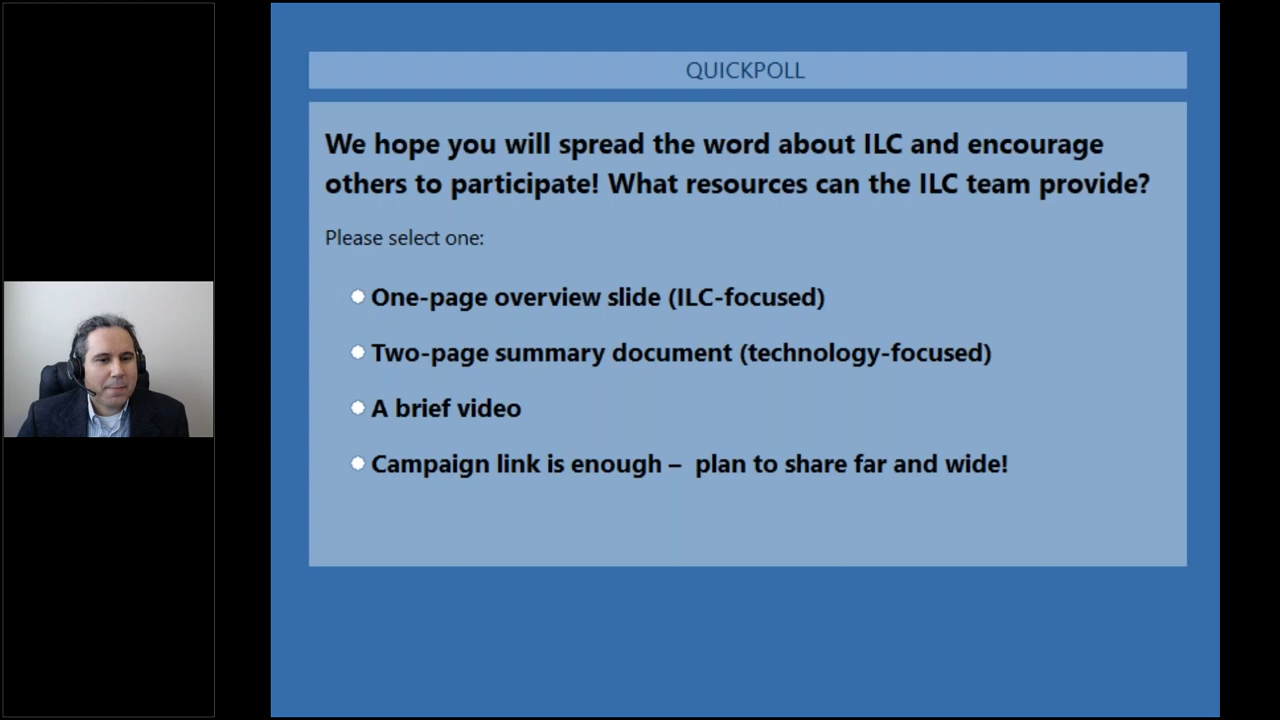 QUICKPOLL
We hope you will spread the word about ILC and encourage
others to participate! What resources can the ILC team provide?
Please select one:
One-page overview slide (ILC-focused)
Two-page summary document (technology-focused)
A brief video
Campaign link is enough – plan to share far and wide!